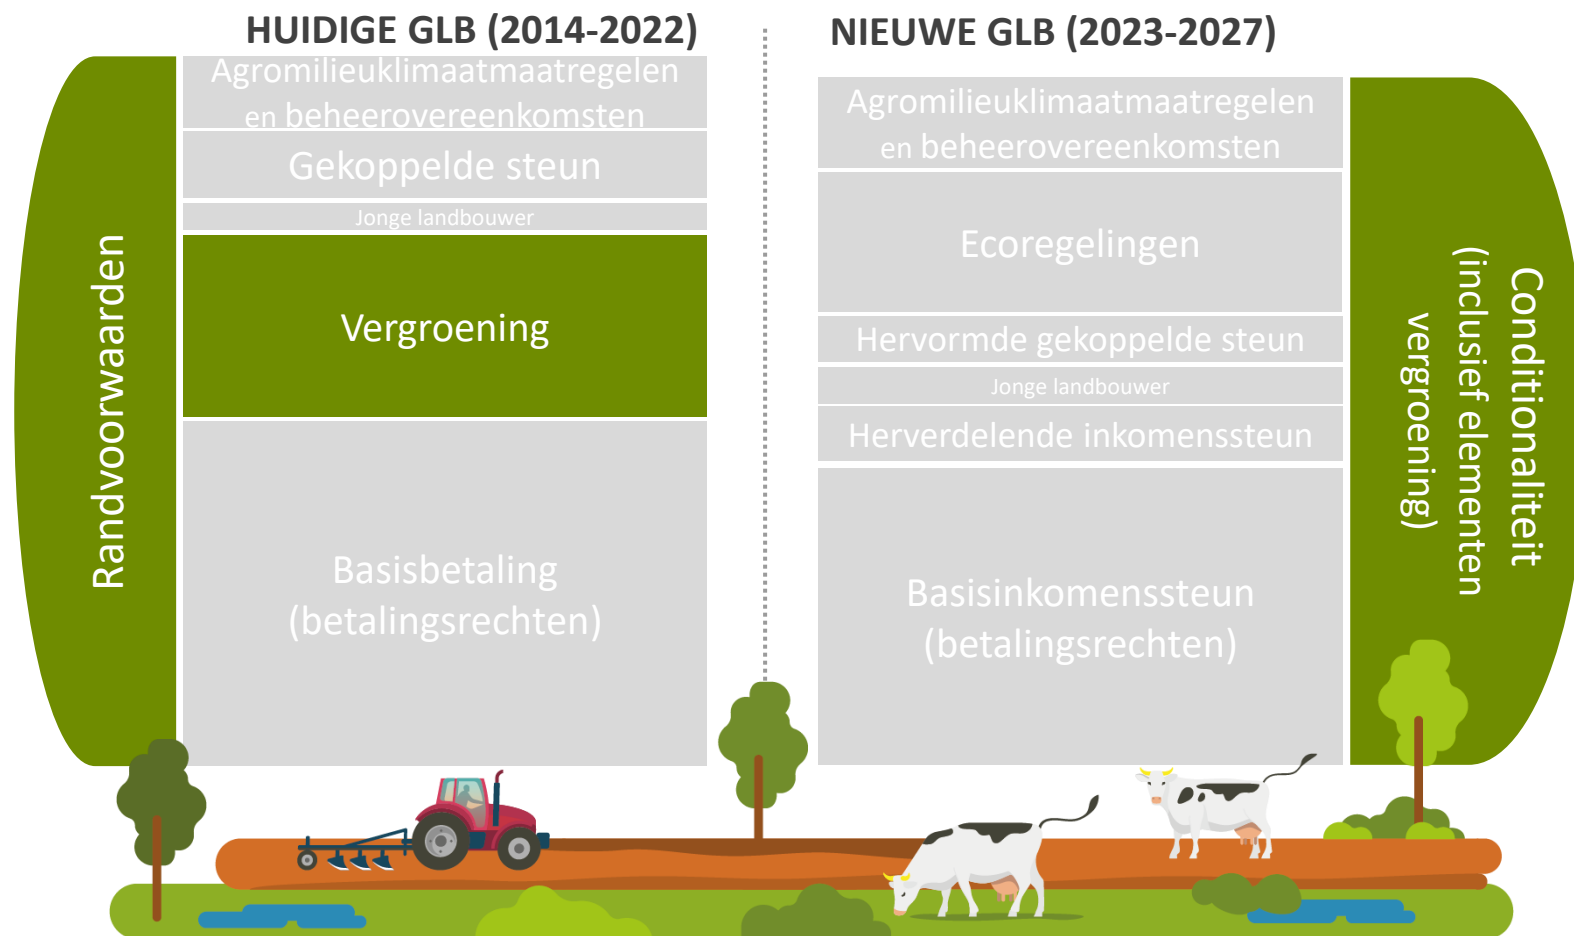 HUIDIGE GLB (2014-2022)
Randvoorwaarden
Agromilieuklimaatmaatregelen
en beheerovereenkomsten
Gekoppelde steun
Jonge landbouwer
Vergroening
Basisbetaling
(betalingsrechten)
NIEUWE GLB (2023-2027)
Agromilieuklimaatmaatregelen
en beheerovereenkomsten
Ecoregelingen
Hervormde gekoppelde steun
Jonge landbouwer
Herverdelende inkomenssteun
Basisinkomenssteun
(betalingsrechten)
Conditionaliteit
(inclusief elementen
vergroening)